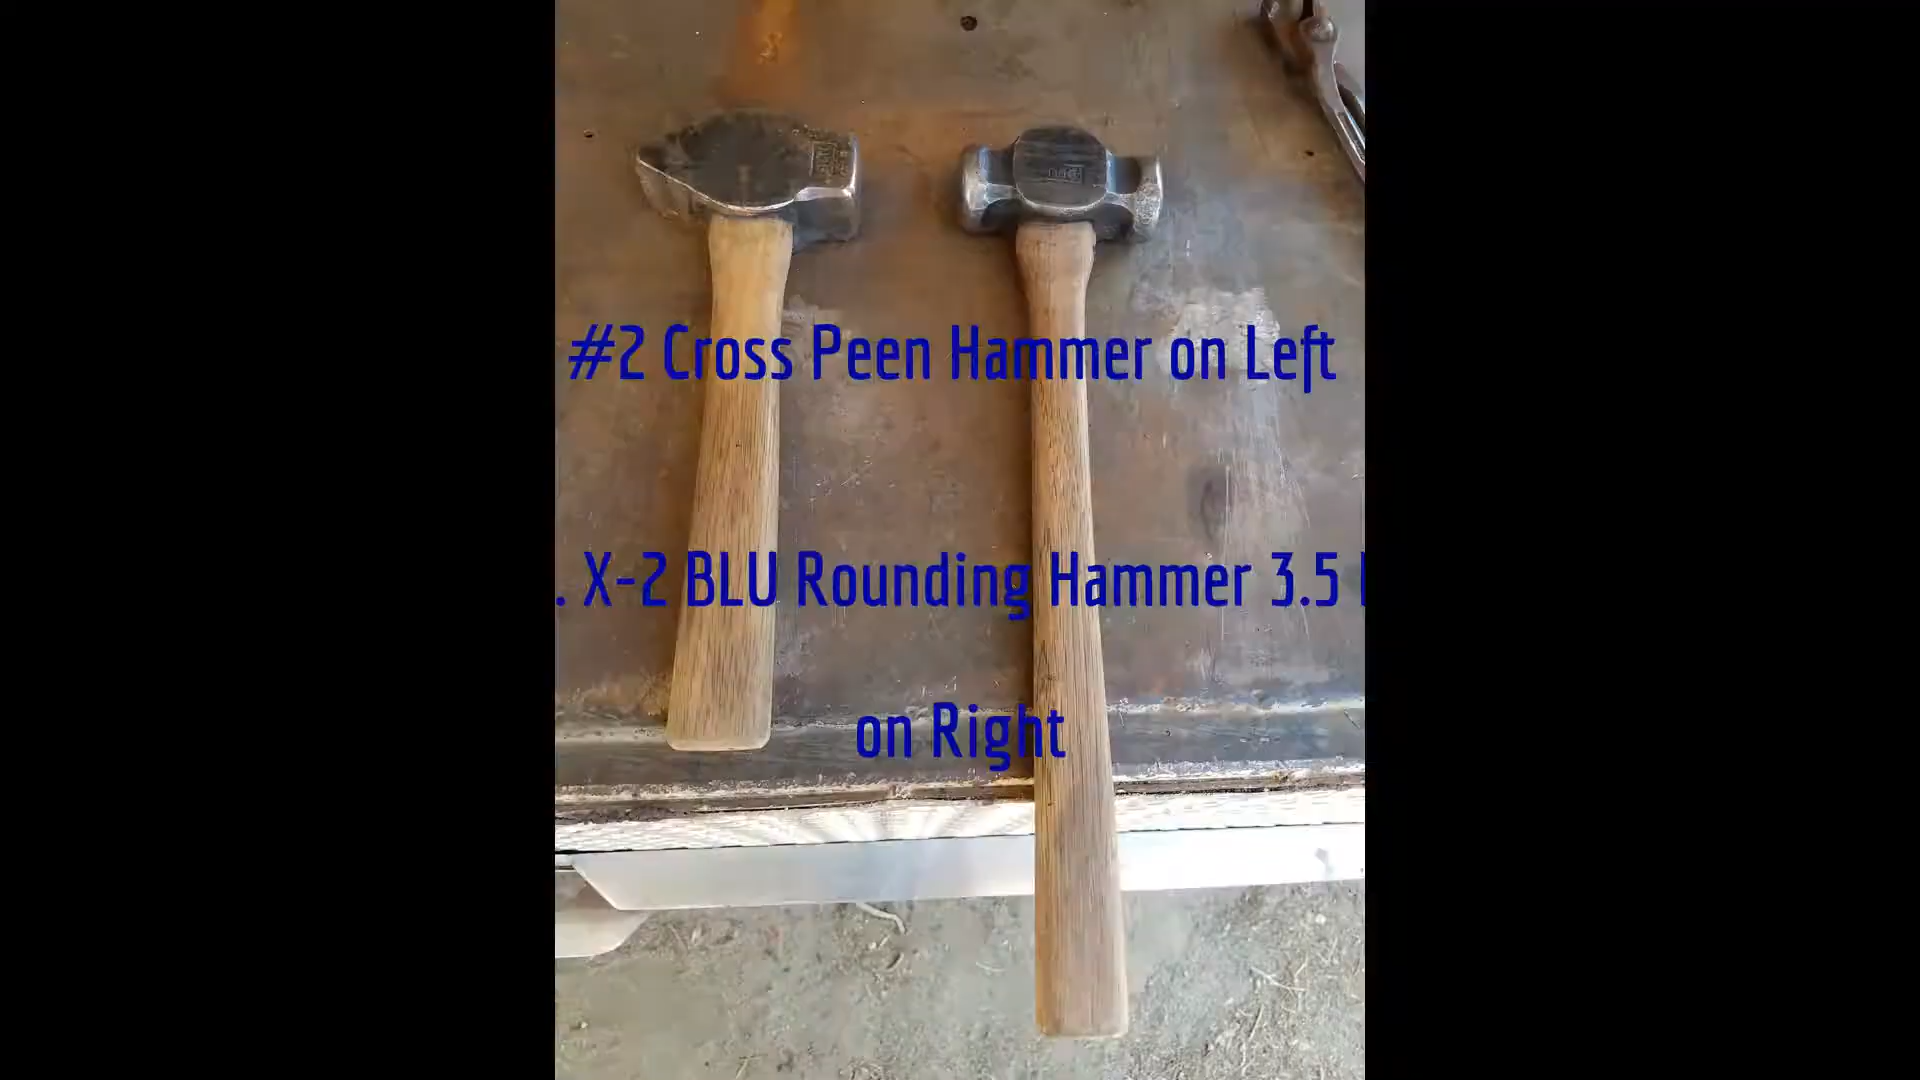 #2 Cross Peen Hammer on Left
. X-2 BLU Rounding Hammer 3.5
on Right